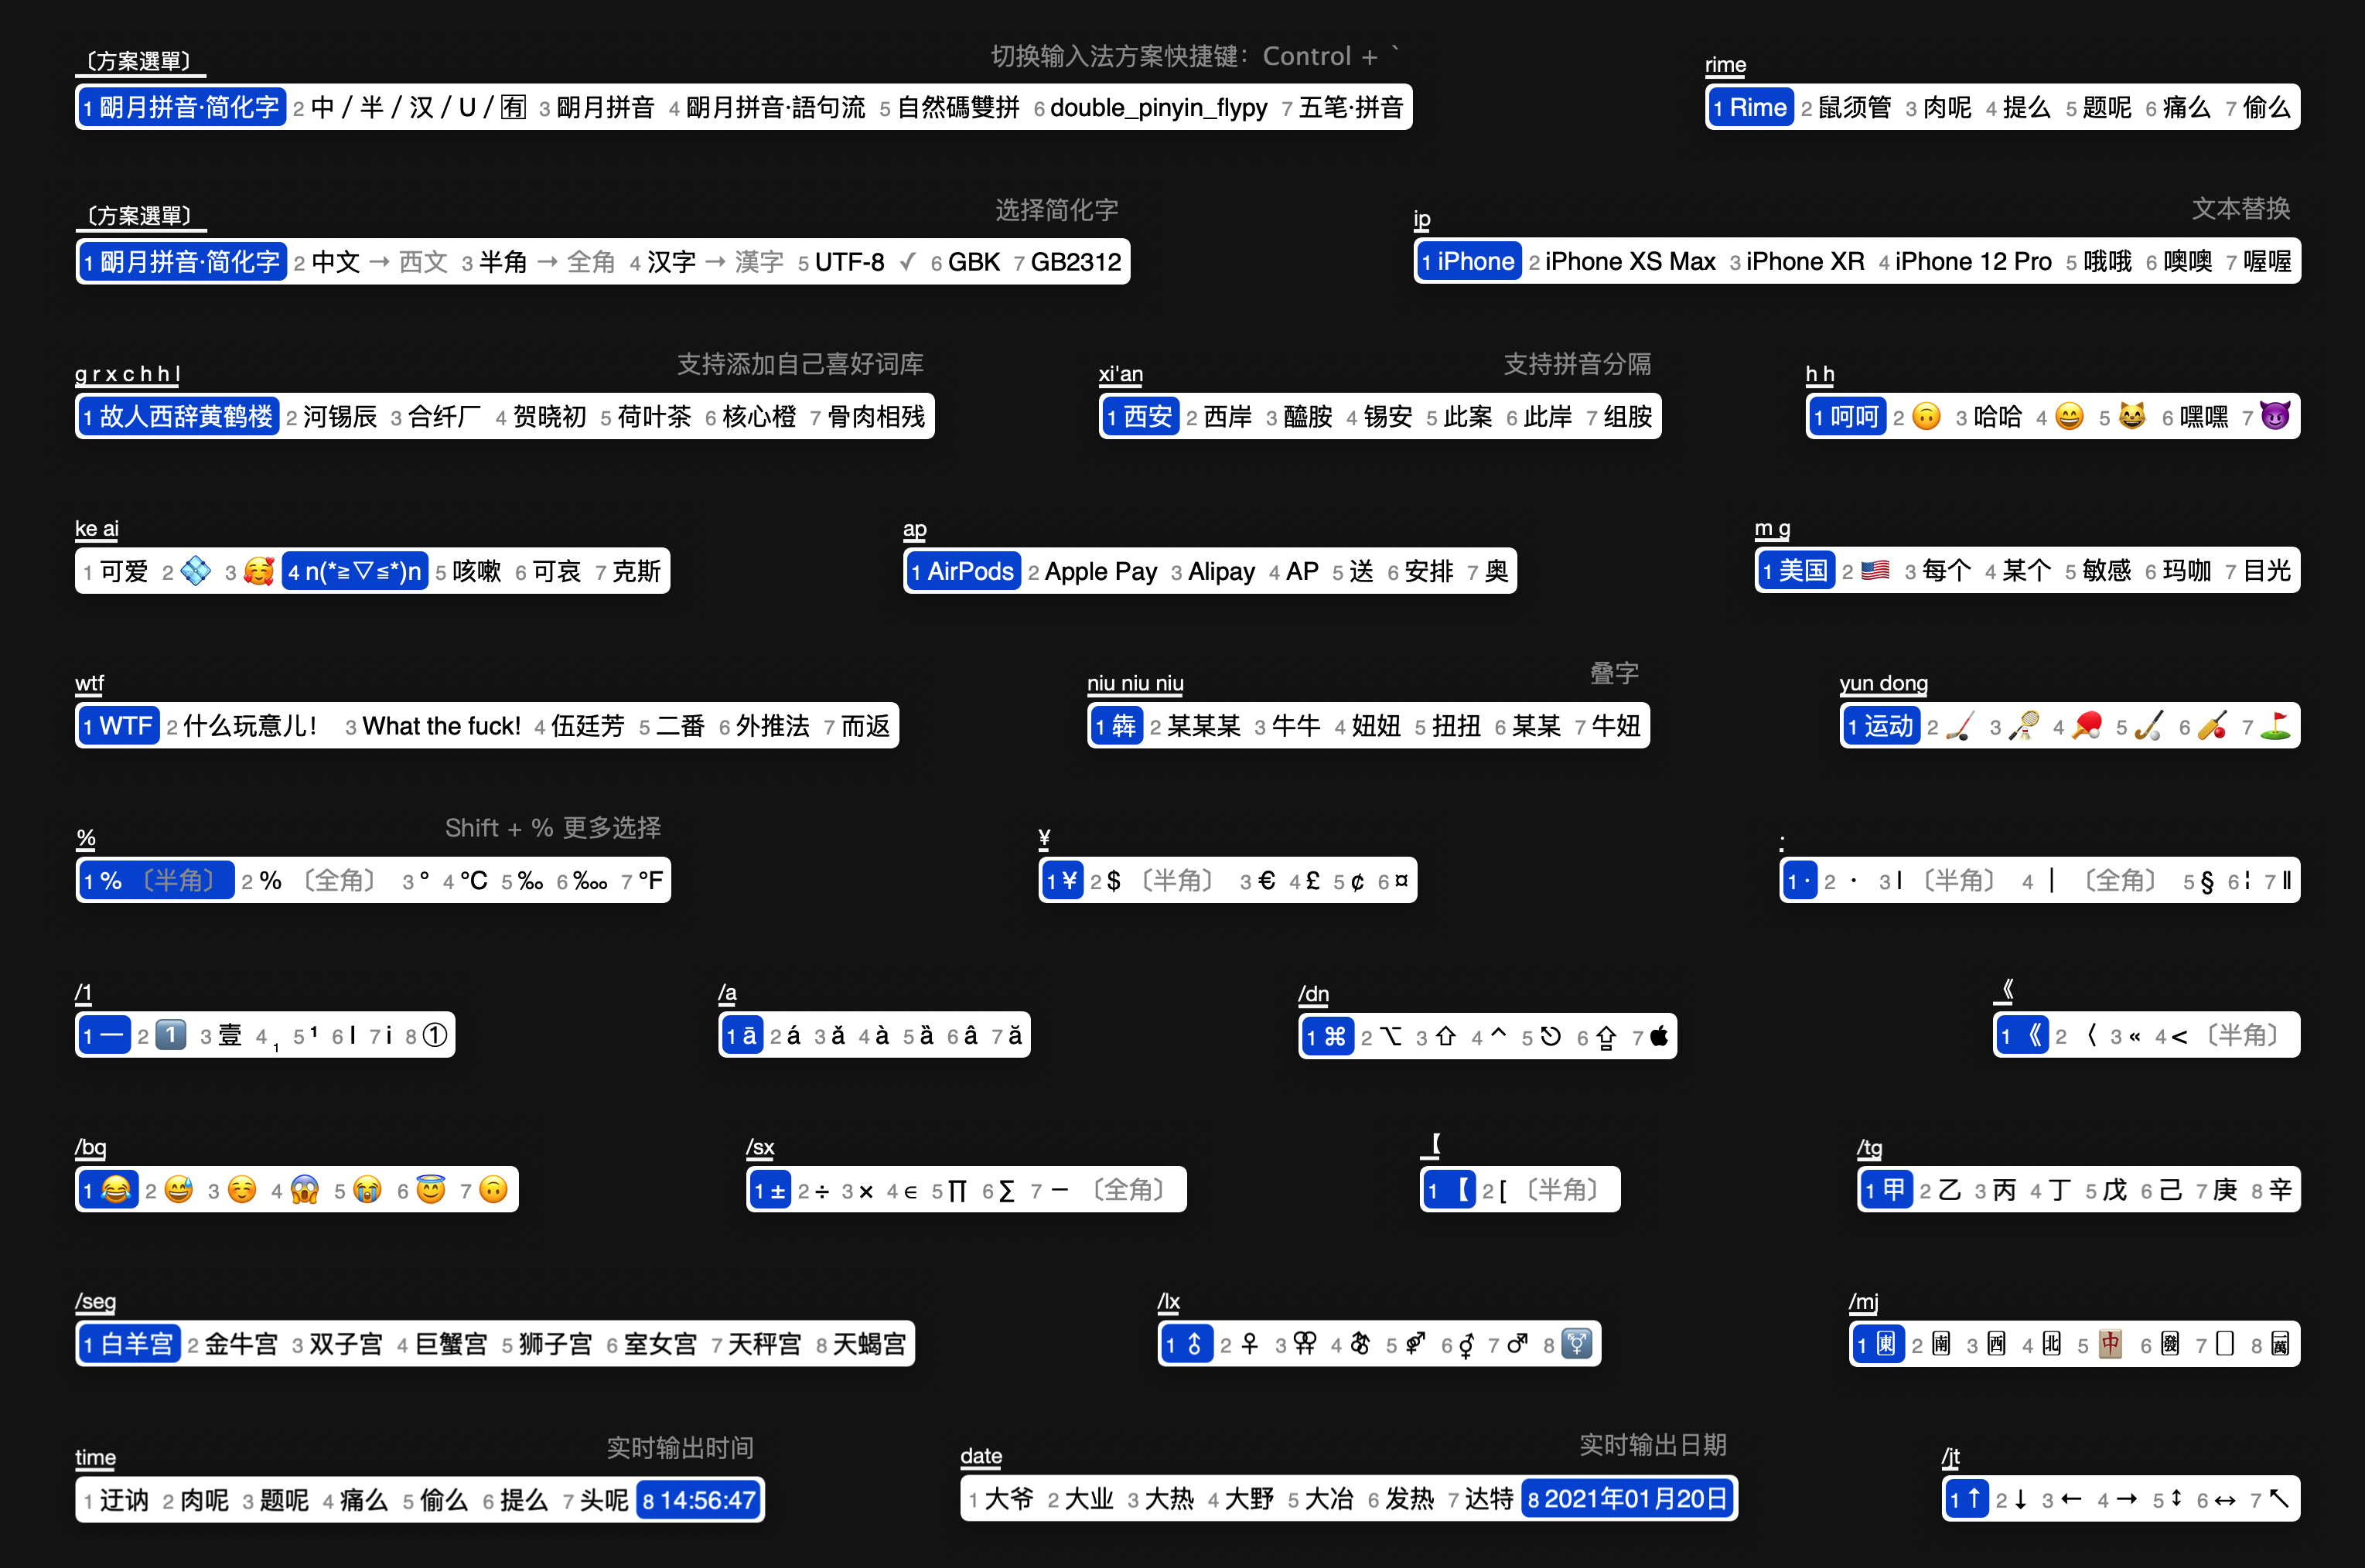 〔方案選單〕 切换输入法方案快捷键：Control + `
1 朙月拼音·简化字 2 中 / 半 / 汉 / U / 🈶 3 朙月拼音 4 朙月拼音·語句流 5 自然碼雙拼 6 double_pinyin_flypy 7 五笔·拼音
rime
1 Rime 2 鼠须管 3 肉呢 4 提么 5 题呢 6 痛么 7 偷么
〔方案選單〕 选择简化字
1 朙月拼音·简化字 2 中文 → 西文 3 半角 → 全角 4 汉字 → 漢字 5 UTF-8 ✓ 6 GBK 7 GB2312
ip 文本替换
1 iPhone 2 iPhone XS Max 3 iPhone XR 4 iPhone 12 Pro 5 哦哦 6 噢噢 7 喔喔
g r x c h h l 支持添加自己喜好词库
1 故人西辞黄鹤楼 2 河锡辰 3 合纤厂 4 贺晓初 5 荷叶茶 6 核心橙 7 骨肉相残
xi'an 支持拼音分隔
1 西安 2 西岸 3 醯胺 4 锡安 5 此案 6 此岸 7 组胺
h h
1 呵呵 2 🙃 3 哈哈 4 😄 5 😸 6 嘿嘿 7 😈
ke ai
1 可爱 2 💠 3 🥰 4 n(*≧▽≦*)n 5 咳嗽 6 可哀 7 克斯
ap
1 AirPods 2 Apple Pay 3 Alipay 4 AP 5 送 6 安排 7 奥
m g
1 美国 2 🇺🇸 3 每个 4 某个 5 敏感 6 玛咖 7 目光
wtf
1 WTF 2 什么玩意儿！ 3 What the fuck! 4 伍廷芳 5 二番 6 外推法 7 而返
niu niu niu 叠字
1 犇 2 某某某 3 牛牛 4 妞妞 5 扭扭 6 某某 7 牛妞
yun dong
1 运动 2 🏒 3 🏸 4 🏓 5 🏑 6 🏏 7 ⛳
% Shift + % 更多选择
1 % 〔半角〕 2 % 〔全角〕 3 ° 4 ℃ 5 ‰ 6 ‱ 7 ℉
¥
1 ¥ 2 $ 〔半角〕 3 € 4 £ 5 ¢ 6 ¤
:
1 · 2 ・ 3 | 〔半角〕 4 ｜ 〔全角〕 5 § 6 ¦ 7 ‖
/1
1 一 2 1️⃣ 3 壹 4 ₁ 5 ¹ 6 Ⅰ 7 ⅰ 8 ①
/a
1 ā 2 á 3 ǎ 4 à 5 ȁ 6 â 7 ă
/dn
1 ⌘ 2 ⌥ 3 ⇧ 4 ⌃ 5 ⎋ 6 ⇪ 7 
《
1 《 2 〈 3 « 4 < 〔半角〕
/bq
1 😂 2 😅 3 ☺️ 4 😱 5 😭 6 😇 7 🙃
/sx
1 ± 2 ÷ 3 × 4 ∈ 5 ∏ 6 ∑ 7 － 〔全角〕
【
1 【 2 [ 〔半角〕
/tg
1 甲 2 乙 3 丙 4 丁 5 戊 6 己 7 庚 8 辛
/seg
1 白羊宫 2 金牛宫 3 双子宫 4 巨蟹宫 5 狮子宫 6 室女宫 7 天秤宫 8 天蝎宫
/lx
1 ⚨ 2 ♀ 3 ⚢ 4 ⚣ 5 ⚤ 6 ⚥ 7 ♂ 8 ⚧
/mj
1 🀀 2 🀁 3 🀂 4 🀃 5 🀄 6 🀅 7 🀆 8 🀇
time 实时输出时间
1 迋讷 2 肉呢 3 题呢 4 痛么 5 偷么 6 提么 7 头呢 8 14:56:47
date 实时输出日期
1 大爷 2 大业 3 大热 4 大野 5 大冶 6 发热 7 达特 8 2021年01月20日
/jt
1 ↑ 2 ↓ 3 ← 4 → 5 ↕ 6 ↔ 7 ↖